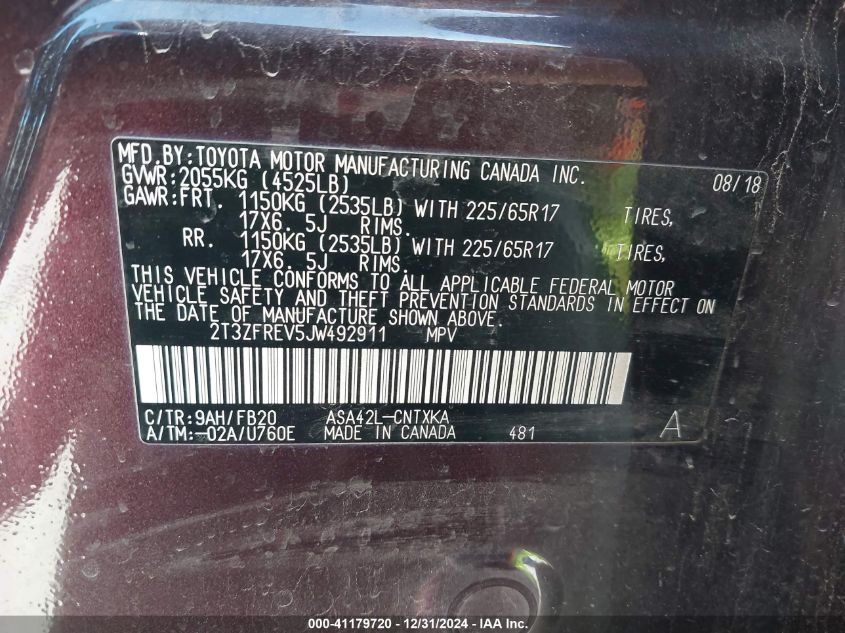 MFD.BY:TOYOTA MOTOR MANUFACTURING CANADA INC. 08/18
GVWR:2055KG (4525LB)
GAWR:FRT. 1150KG (2535LB) WITH 225/65R17 TIRES,
17X6.5J RIMS.
RR. 1150KG (2535LB) WITH 225/65R17 TIRES,
17X6.5J RIMS.
THIS VEHICLE CONFORMS TO ALL APPLICABLE FEDERAL MOTOR
VEHICLE SAFETY AND THEFT PREVENTION STANDARDS IN EFFECT ON
THE DATE OF MANUFACTURE SHOWN ABOVE.
2T3ZFREV5JW492911 MPV
C/TR:9AH/FB20 ASA42L-CNTXKA
A/TM:-02A/U760E MADE IN CANADA 481 A
000-41179720 - 12/31/2024 - IAA Inc.